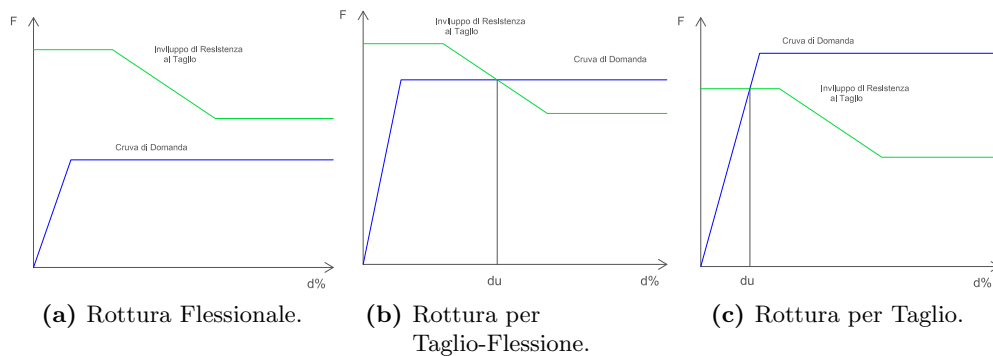 F
Inviluppo di Resistenza
al Taglio
Cruva di Domanda
d%
(a) Rottura Flessionale.
F
Inviluppo di Resistenza
al Taglio
Cruva di Domanda
du
d%
(b) Rottura per
Taglio-Flessione.
F
Cruva di Domanda
Inviluppo di Resistenza
al Taglio
du
d%
(c) Rottura per Taglio.